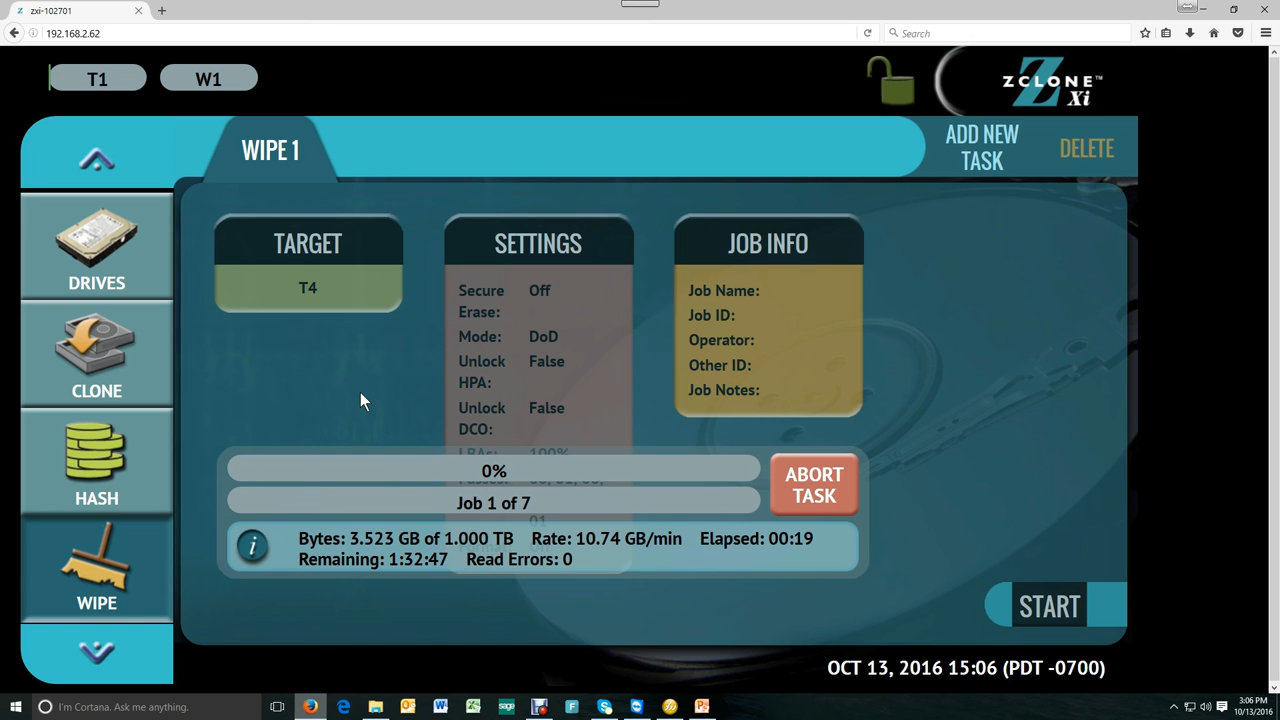 zxi-102701
192.168.2.62
Search
T1
W1
ZCLONE™
Xi
WIPE 1
ADD NEW
TASK
DELETE
DRIVES
CLONE
HASH
WIPE
TARGET
T4
SETTINGS
Secure Erase: Off
Mode: DoD
Unlock HPA: False
Unlock DCO: False
LBAs: 100%
01
JOB INFO
Job Name:
Job ID:
Operator:
Other ID:
Job Notes:
0%
Job 1 of 7
ABORT
TASK
Bytes: 3.523 GB of 1.000 TB Rate: 10.74 GB/min Elapsed: 00:19
Remaining: 1:32:47 Read Errors: 0
START
OCT 13, 2016 15:06 (PDT -0700)
I'm Cortana. Ask me anything.
3:06 PM
10/13/2016